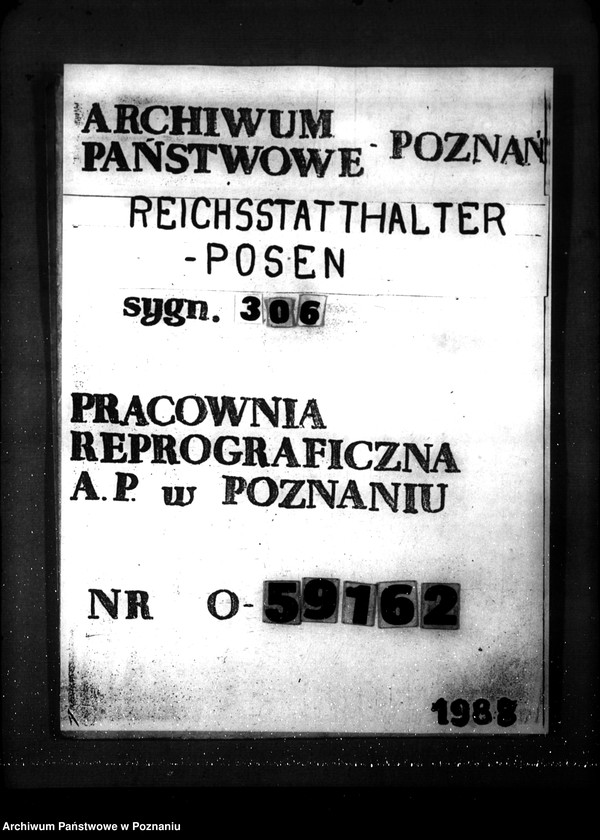 ARCHIWUM
PAŃSTWOWE - POZNAŃ
REICHSSTATTHALTER
-POSEN
sygn. 306
PRACOWNIA
REPROGRAFICZNA
A.P. w POZNANIU
NR O-59162
1988
Archiwum Państwowe w Poznaniu